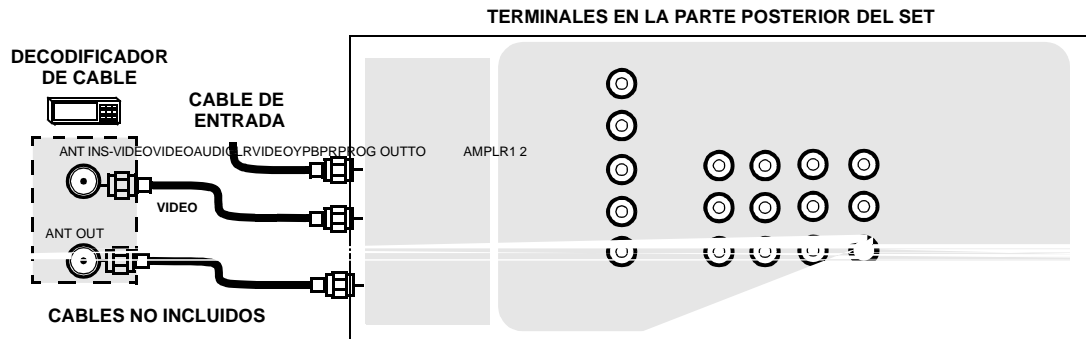 TERMINALES EN LA PARTE POSTERIOR DEL SET
DECODIFICADOR
DE CABLE
CABLE DE
ENTRADA
ANT INS-VIDEOVIDEOAUDIOLRVIDEOYPBPRPROG OUTTO AMPLR1 2
VIDEO
ANT OUT
CABLES NO INCLUIDOS